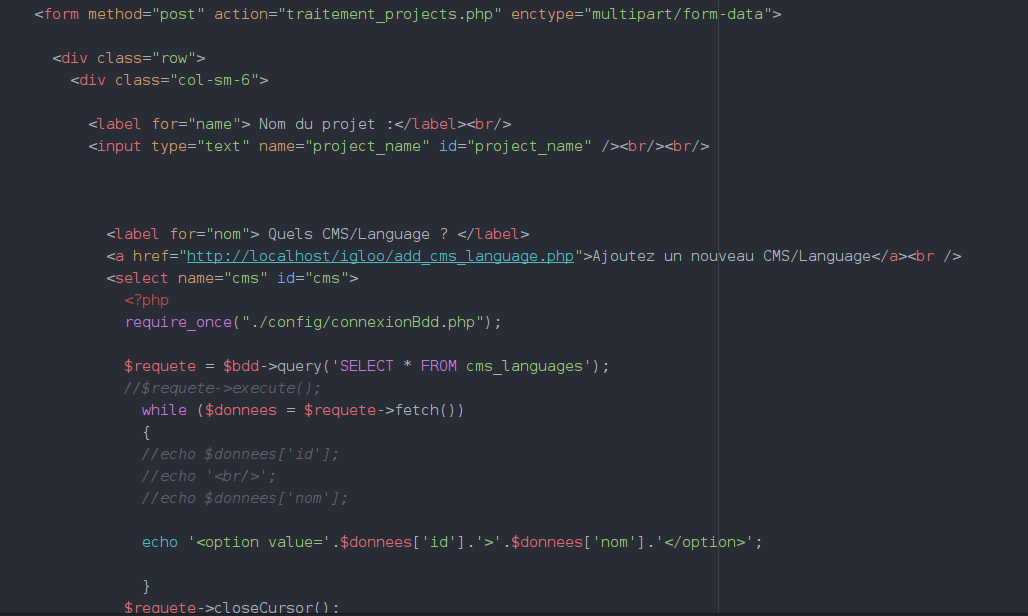 <form method="post" action="traitement_projects.php" enctype="multipart/form-data">
<div class="row">
<div class="col-sm-6">
<label for="name"> Nom du projet :</label><br/>
<input type="text" name="project_name" id="project_name" /><br/><br/>
<label for="nom"> Quels CMS/Language ? </label>
<a href="http://localhost/igloo/add_cms_language.php">Ajoutez un nouveau CMS/Language</a><br />
<select name="cms" id="cms">
<?php
require_once("./config/connexionBdd.php");
$requete = $bdd->query('SELECT * FROM cms_languages');
//$requete->execute();
while ($donnees = $requete->fetch())
{
//echo $donnees['id'];
//echo '<br/>';
//echo $donnees['nom'];
echo '<option value='.$donnees['id'].'>'.$donnees['nom'].'</option>';
}
$requete->closeCursor();